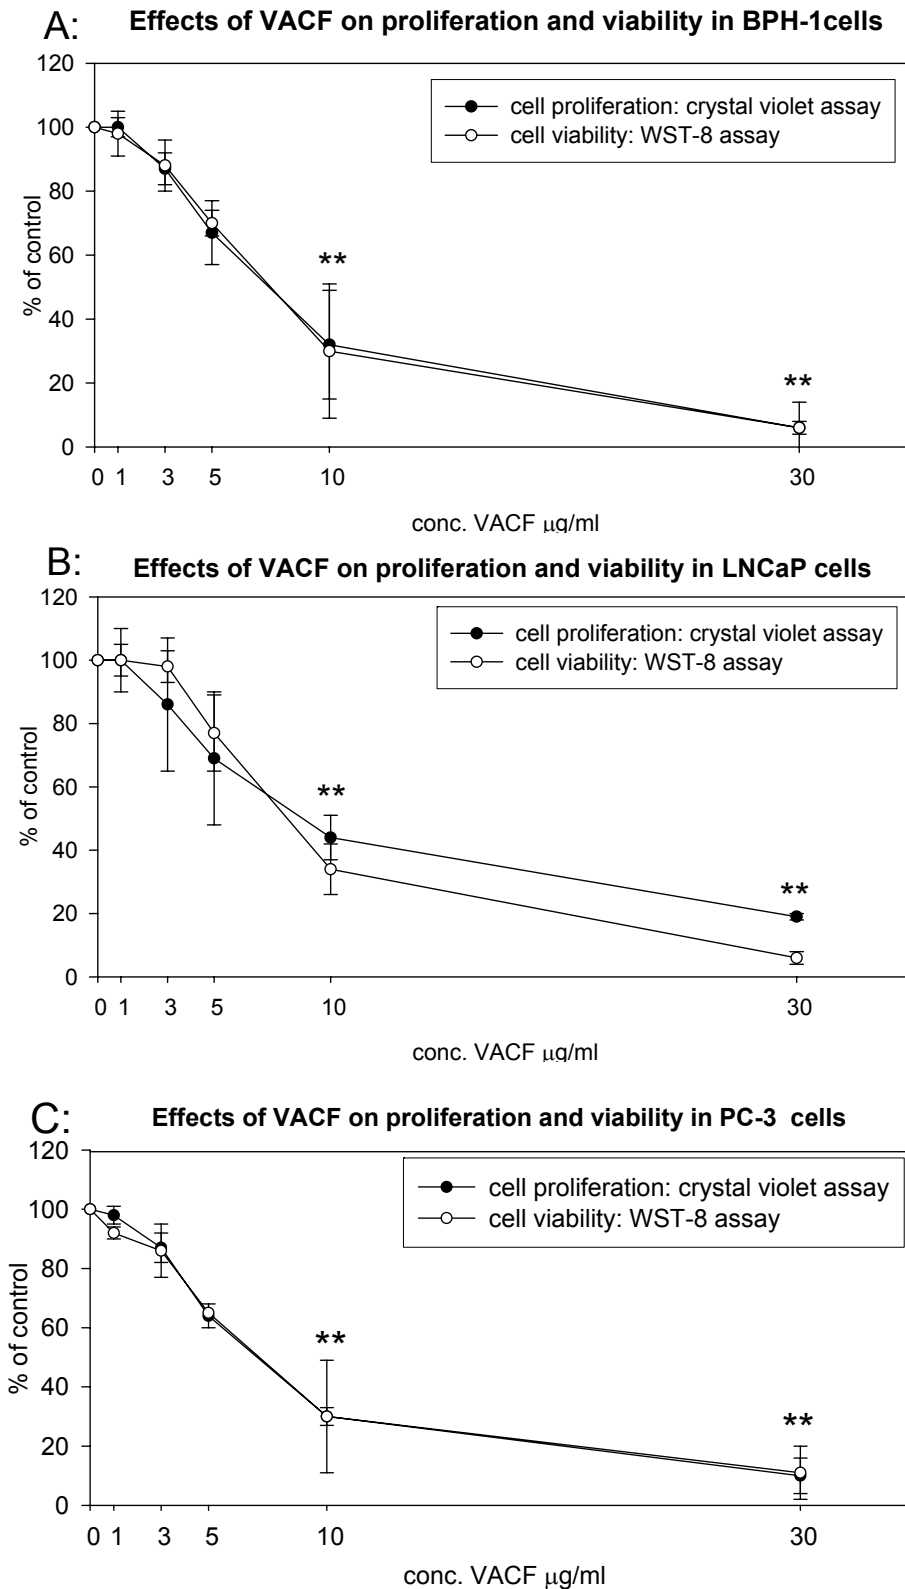 A: Effects of VACF on proliferation and viability in BPH-1cells
120
100
80
60
40
20
0
% of control
cell proliferation: crystal violet assay
cell viability: WST-8 assay
**
**
0 1 3 5 10 30
conc. VACF μg/ml
B: Effects of VACF on proliferation and viability in LNCaP cells
120
100
80
60
40
20
0
% of control
cell proliferation: crystal violet assay
cell viability: WST-8 assay
**
**
0 1 3 5 10 30
conc. VACF μg/ml
C: Effects of VACF on proliferation and viability in PC-3 cells
120
100
80
60
40
20
0
% of control
cell proliferation: crystal violet assay
cell viability: WST-8 assay
**
**
0 1 3 5 10 30
conc. VACF μg/ml